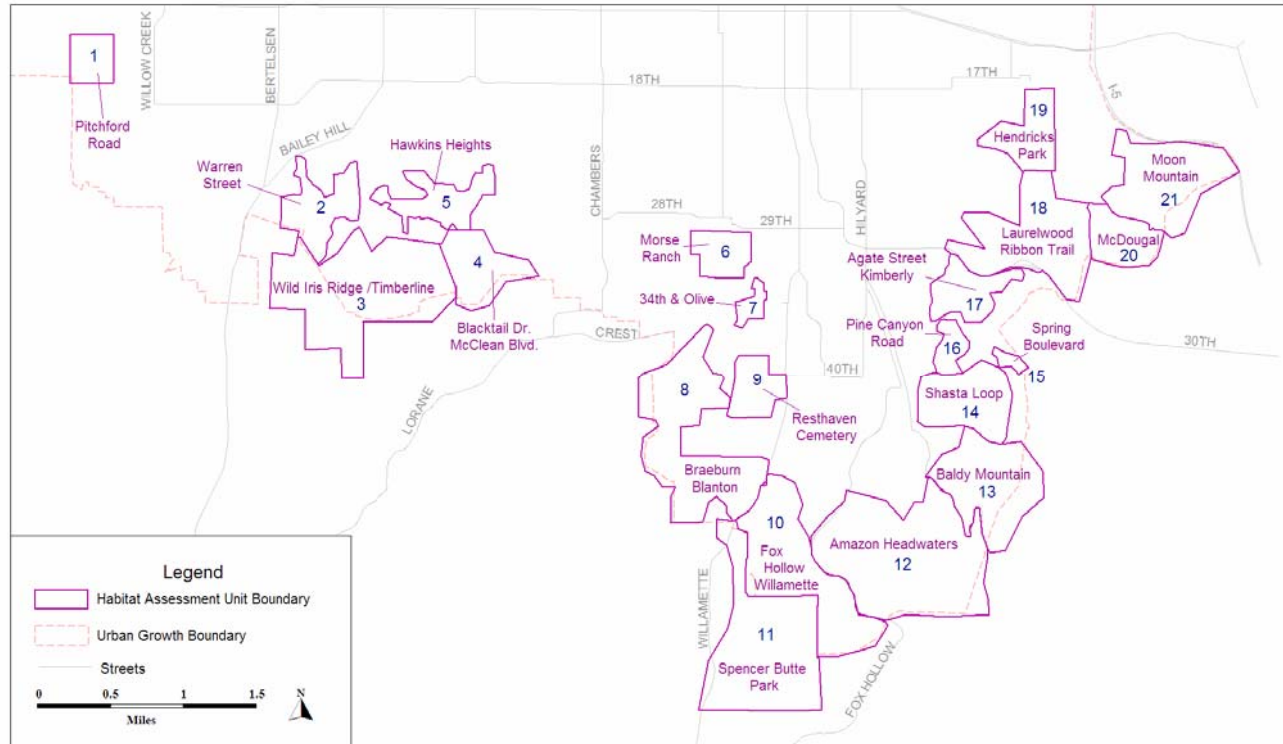 1
Pitchford
Road
WILLOW CREEK
BERTELSEN
BAILEY HILL
18TH
17TH
I-5
CHAMBERS
HILYARD
28TH
29TH
30TH
40TH
CREST
LORANE
WILLAMETTE
FOX HOLLOW
Warren
Street
2
Hawkins Heights
5
Wild Iris Ridge /Timberline
3
4
Blacktail Dr.
McClean Blvd.
Morse
Ranch
6
34th & Olive
7
8
Braeburn
Blanton
9
Resthaven
Cemetery
10
Fox
Hollow
Willamette
11
Spencer Butte
Park
Amazon Headwaters
12
Baldy Mountain
13
Shasta Loop
14
Spring
Boulevard
15
Pine Canyon
Road
16
Agate Street
Kimberly
17
18
Laurelwood
Ribbon Trail
19
Hendricks
Park
McDougal
20
Moon
Mountain
21
Legend
Habitat Assessment Unit Boundary
Urban Growth Boundary
Streets
0 0.5 1 1.5
Miles
N